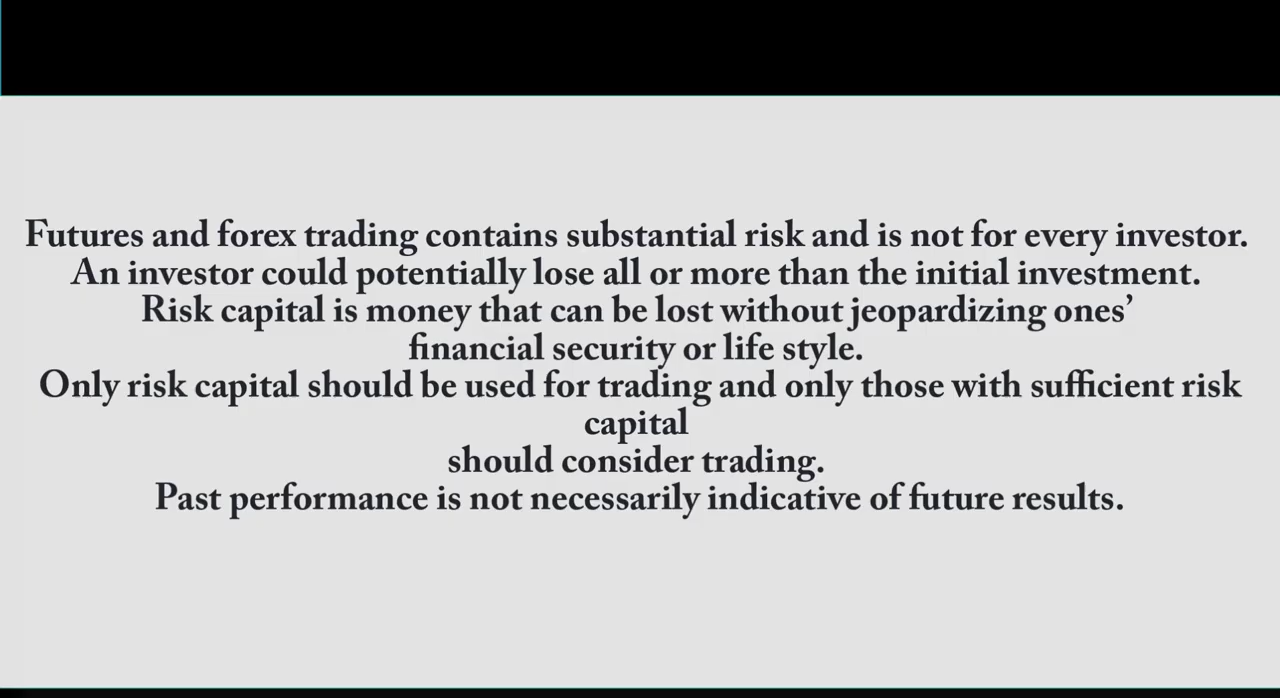 Futures and forex trading contains substantial risk and is not for every investor.
An investor could potentially lose all or more than the initial investment.
Risk capital is money that can be lost without jeopardizing ones’
financial security or life style.
Only risk capital should be used for trading and only those with sufficient risk
capital
should consider trading.
Past performance is not necessarily indicative of future results.